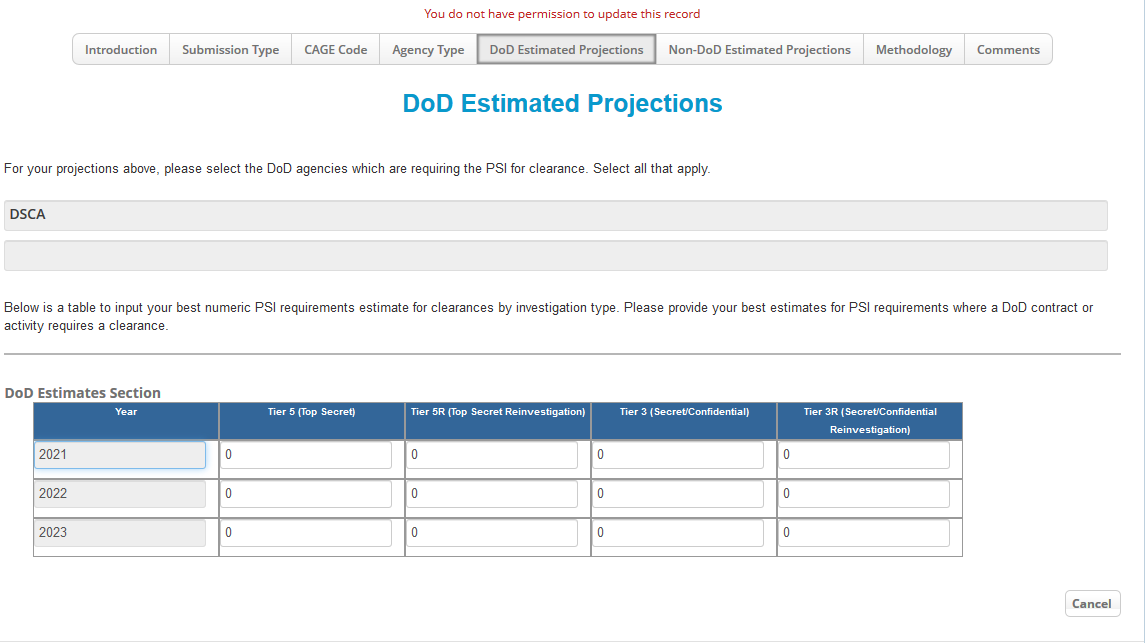 You do not have permission to update this record
Introduction Submission Type CAGE Code Agency Type DoD Estimated Projections Non-DoD Estimated Projections Methodology Comments
DoD Estimated Projections
For your projections above, please select the DoD agencies which are requiring the PSI for clearance. Select all that apply.
DSCA
Below is a table to input your best numeric PSI requirements estimate for clearances by investigation type. Please provide your best estimates for PSI requirements where a DoD contract or
activity requires a clearance.
DoD Estimates Section
Year Tier 5 (Top Secret) Tier 5R (Top Secret Reinvestigation) Tier 3 (Secret/Confidential) Tier 3R (Secret/Confidential
Reinvestigation)
2021 0 0 0 0
2022 0 0 0 0
2023 0 0 0 0
Cancel